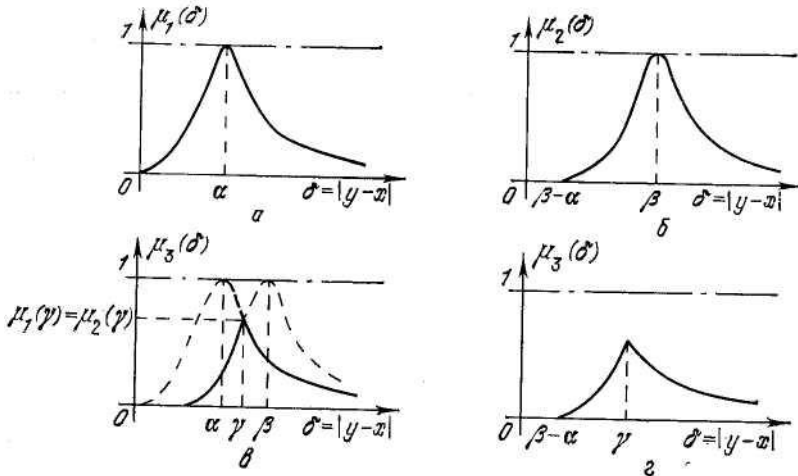 1 μ₁(δ)
0 α δ=|y−x|
а
1 μ₂(δ)
0 β−α β δ=|y−x|
б
1 μ₃(δ)
μ₁(γ)=μ₂(γ)
0 α γ β δ=|y−x|
в
1 μ₃(δ)
0 β−α γ δ=|y−x|
г